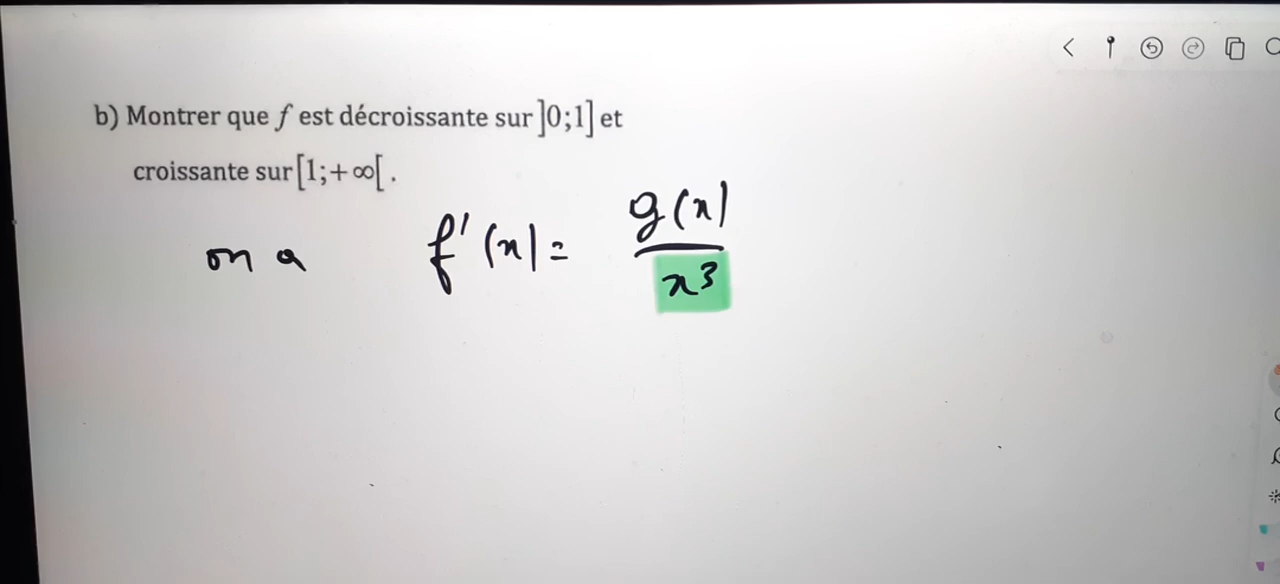 b) Montrer que f est décroissante sur ]0;1] et
croissante sur [1;+∞[ .
on a f'(x) = g(x)
x³